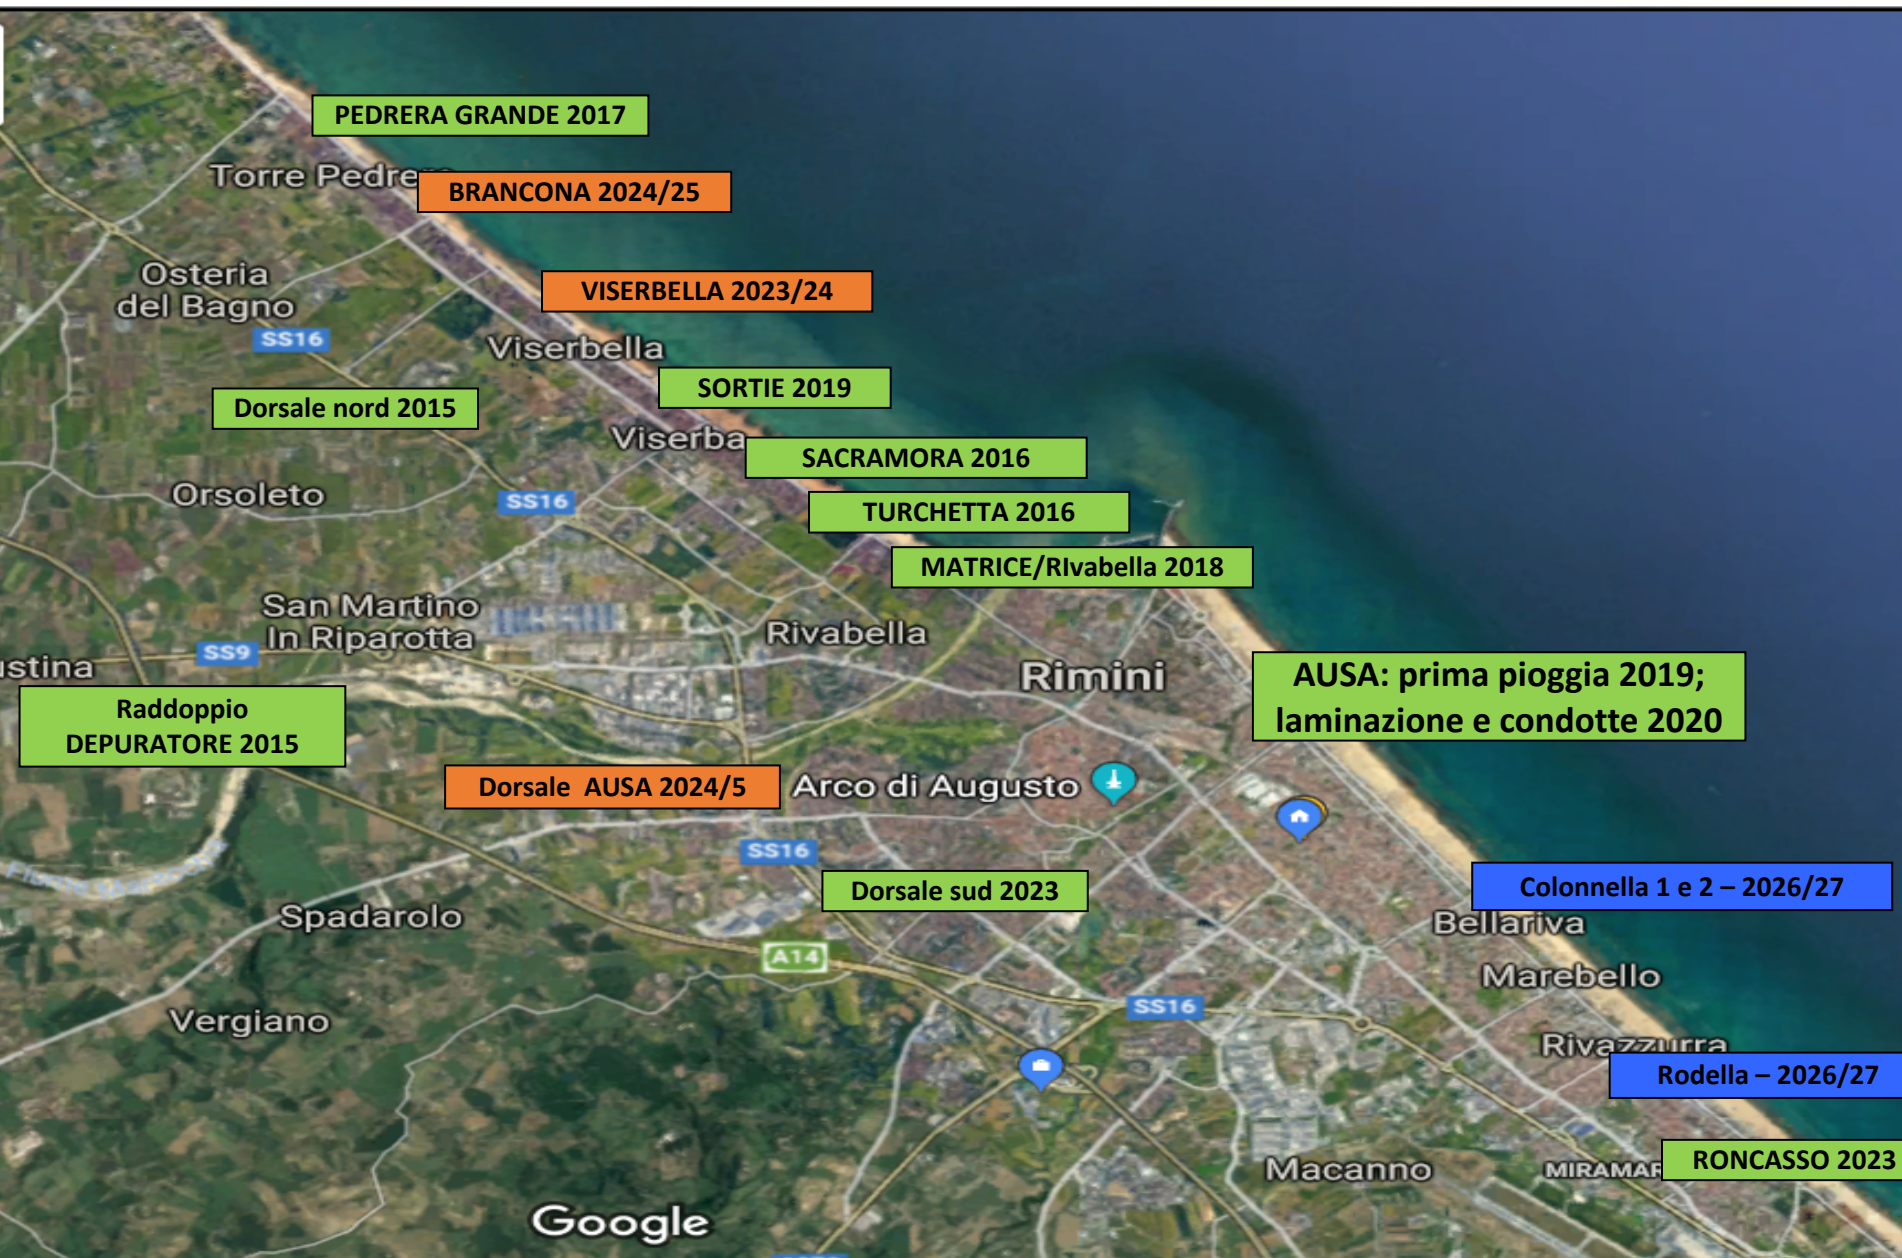 PEDRERA GRANDE 2017
Torre Pedre
BRANCONA 2024/25
Osteria
del Bagno
VISERBELLA 2023/24
SS16
Viserbella
SORTIE 2019
Dorsale nord 2015
Viserba
SACRAMORA 2016
Orsoleto
SS16
TURCHETTA 2016
MATRICE/RIvabella 2018
San Martino
In Riparotta
Rivabella
SS9
ustina
Rimini
AUSA: prima pioggia 2019;
laminazione e condotte 2020
Raddoppio
DEPURATORE 2015
Dorsale AUSA 2024/5
Arco di Augusto
SS16
Dorsale sud 2023
Colonnella 1 e 2 – 2026/27
Fiume Marecchia
Spadarolo
Bellariva
A14
Marebello
SS16
Vergiano
Rivazzurra
Rodella – 2026/27
Macanno
MIRAMAR
RONCASSO 2023
Google